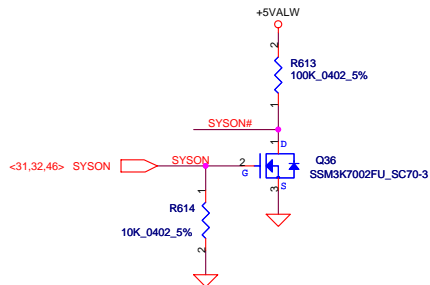 +5VALW
2
R613
100K_0402_5%
1
SYSON#
1
D
<31,32,46> SYSON
SYSON
2
G
Q36
SSM3K7002FU_SC70-3
S
3
1
R614
10K_0402_5%
2